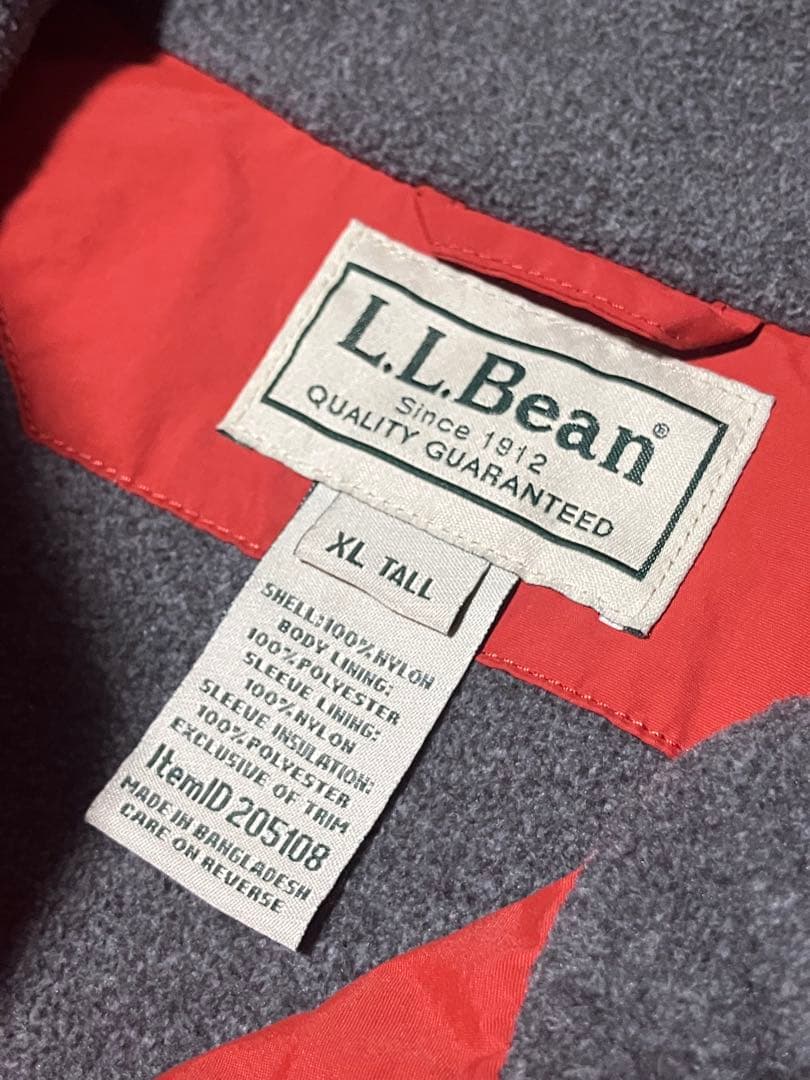 L.L.Bean®
Since 1912
QUALITY GUARANTEED
XL TALL
SHELL:100%NYLON
BODY LINING:
100%POLYESTER
SLEEVE LINING:
100%NYLON
SLEEVE INSULATION:
100%POLYESTER
EXCLUSIVE OF TRIM
ItemID 205108
MADE IN BANGLADESH
CARE ON REVERSE